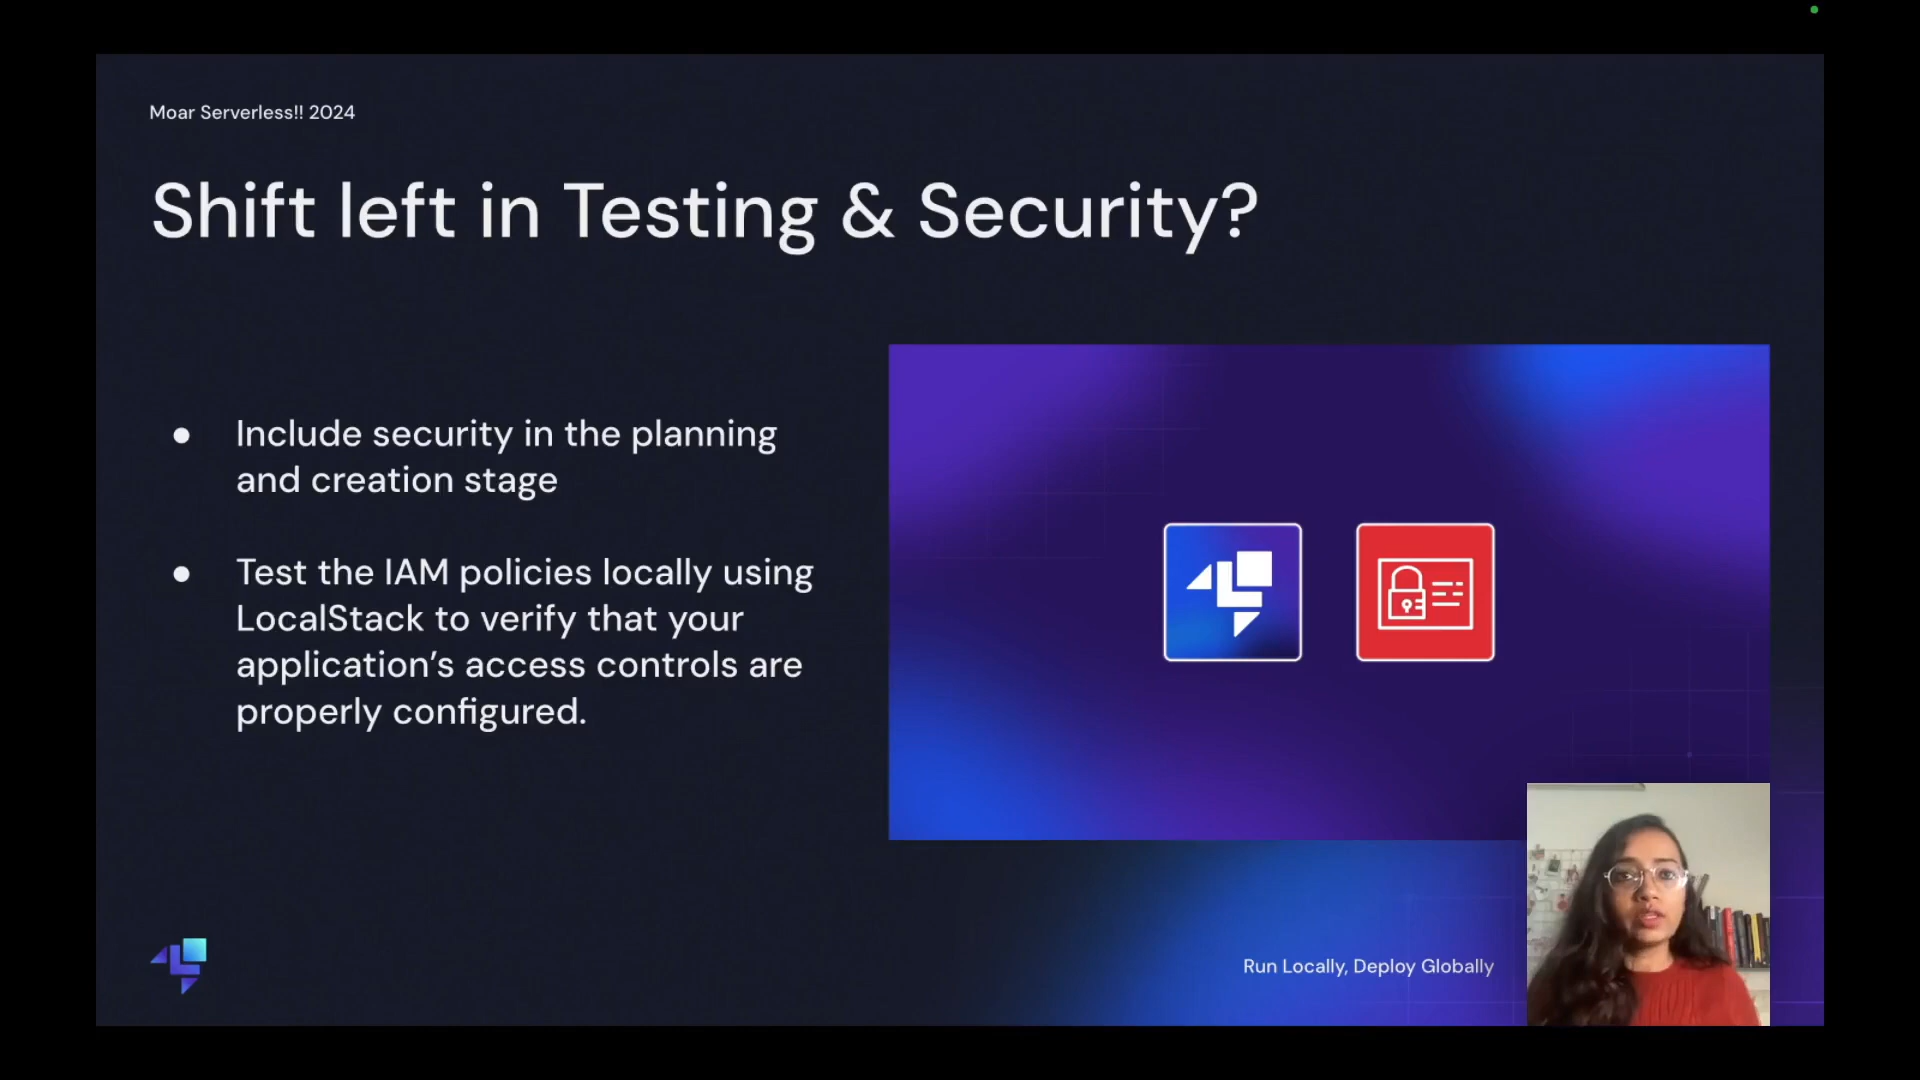 Moar Serverless!! 2024
Shift left in Testing & Security?
● Include security in the planning
and creation stage
● Test the IAM policies locally using
LocalStack to verify that your
application’s access controls are
properly configured.
Run Locally, Deploy Globally